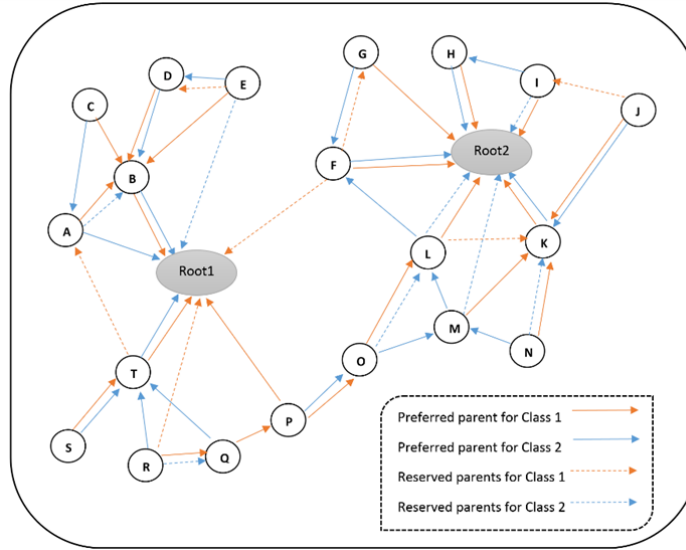 G
H
D
E
I
C
J
F
Root2
B
A
K
L
Root1
M
N
O
T
P
S
R
Q
Preferred parent for Class 1
Preferred parent for Class 2
Reserved parents for Class 1
Reserved parents for Class 2